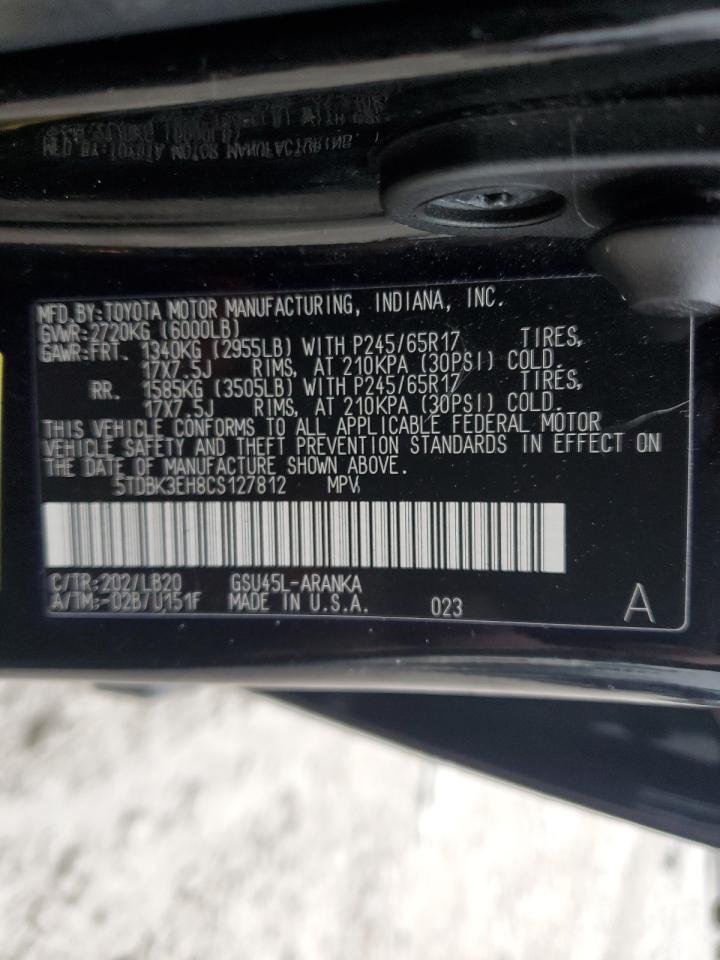 MFD.BY:TOYOTA MOTOR MANUFACTURING, INDIANA, INC.
GVWR:2720KG (6000LB)
GAWR:FRT. 1340KG (2955LB) WITH P245/65R17 TIRES,
17X7.5J RIMS, AT 210KPA (30PSI) COLD.
RR. 1585KG (3505LB) WITH P245/65R17 TIRES,
17X7.5J RIMS, AT 210KPA (30PSI) COLD.
THIS VEHICLE CONFORMS TO ALL APPLICABLE FEDERAL MOTOR
VEHICLE SAFETY AND THEFT PREVENTION STANDARDS IN EFFECT ON
THE DATE OF MANUFACTURE SHOWN ABOVE.
5TDBK3EH8CS127812 MPV
C/TR:202/LB20 GSU45L-ARANKA
A/TM:-02B/U151F MADE IN U.S.A. 023 A